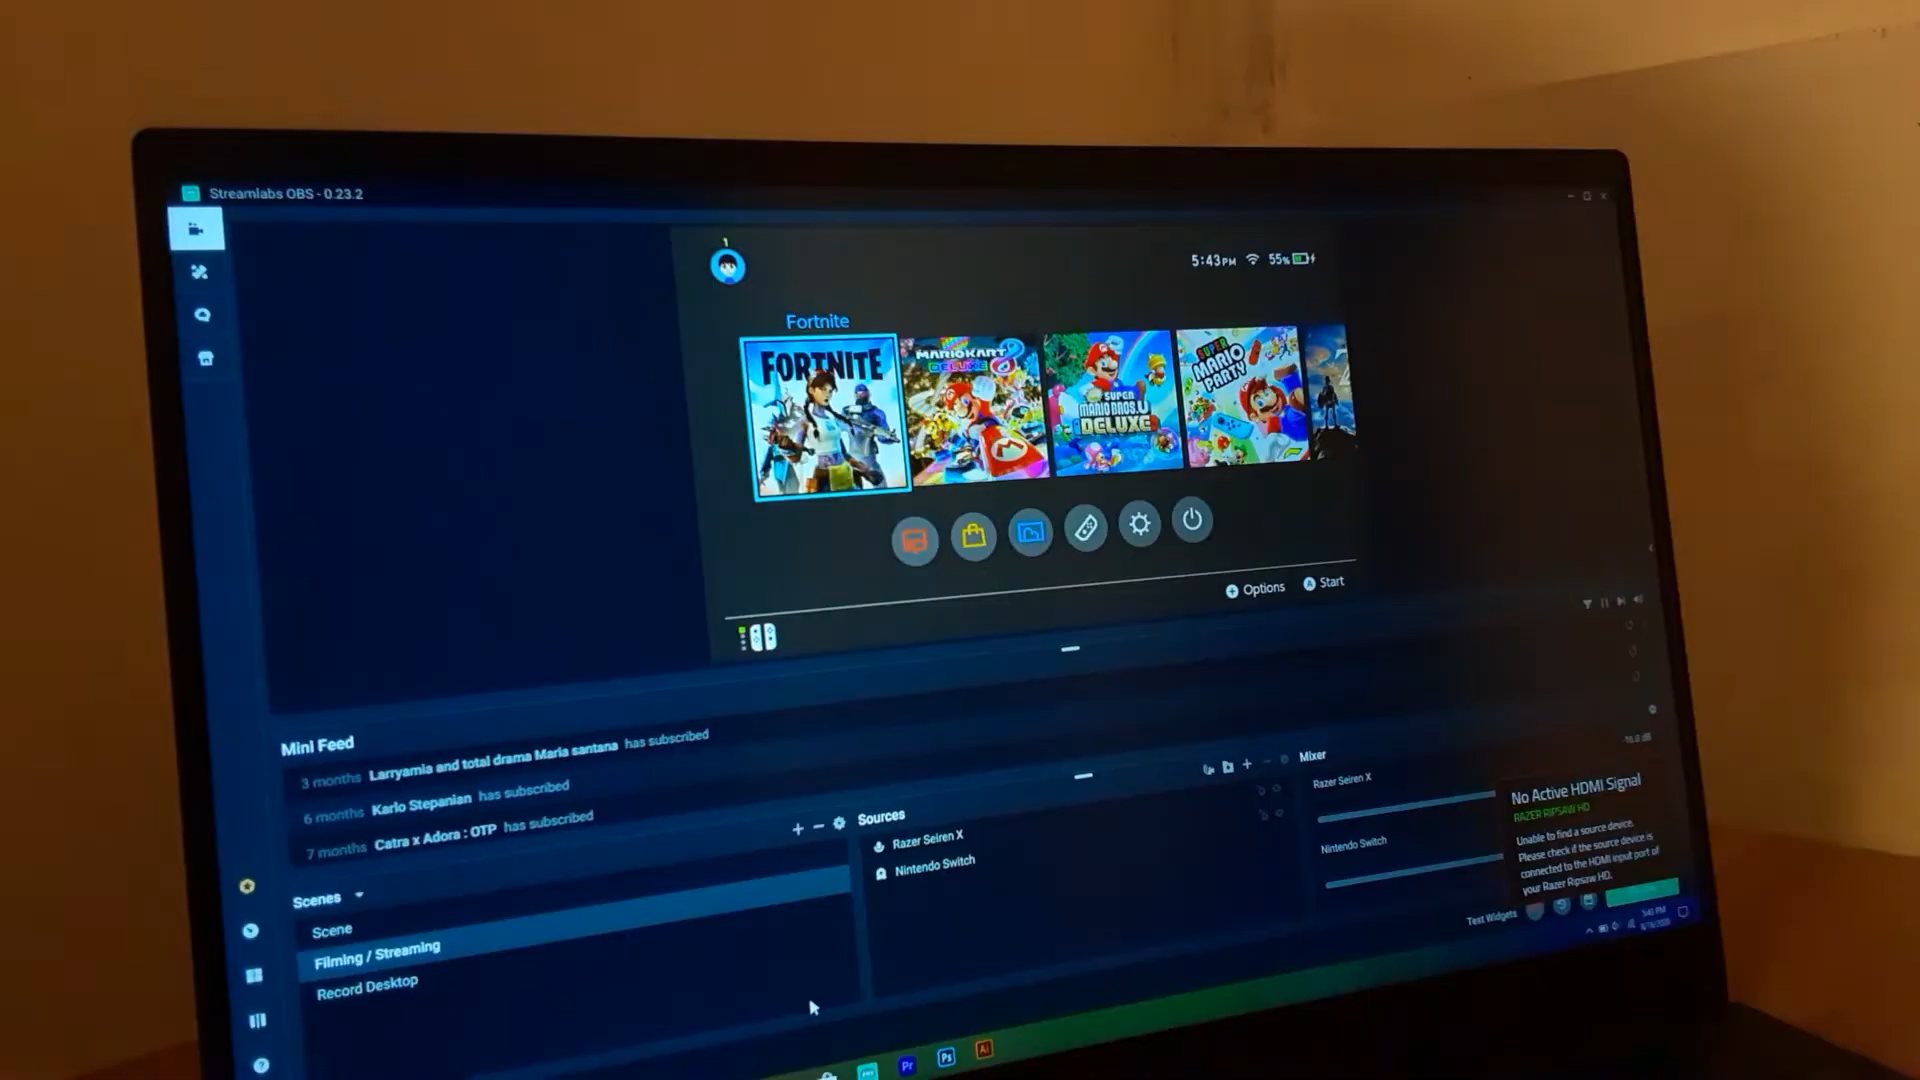 Streamlabs OBS - 0.23.2
1
5:43PM 55%
Fortnite
FORTNITE
MARIOKART 8
DELUXE
SUPER
MARIO BROS. U
DELUXE
SUPER
MARIO
PARTY
Options Start
Mini Feed
3 months Larryamia and total drama Maria santana has subscribed
6 months Karlo Stepanian has subscribed
7 months Catra x Adora : OTP has subscribed
Scenes
Scene
Filming / Streaming
Record Desktop
Sources
Razer Seiren X
Nintendo Switch
Mixer
Razer Seiren X
Nintendo Switch
No Active HDMI Signal
RAZER RIPSAW HD
Unable to find a source device.
Please check if the source device is
connected to the HDMI input port of
your Razer Ripsaw HD.
Test Widgets
Pr
Ps
Ai